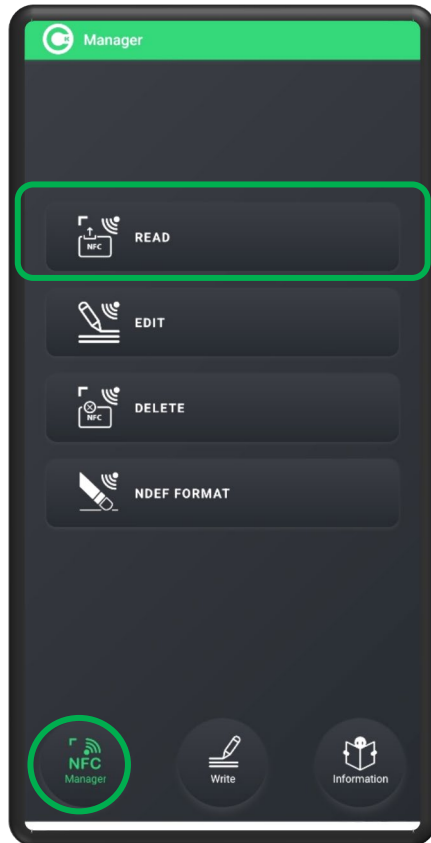 Manager
NFC
READ
EDIT
NFC
DELETE
NDEF FORMAT
NFC
Manager
Write
Information